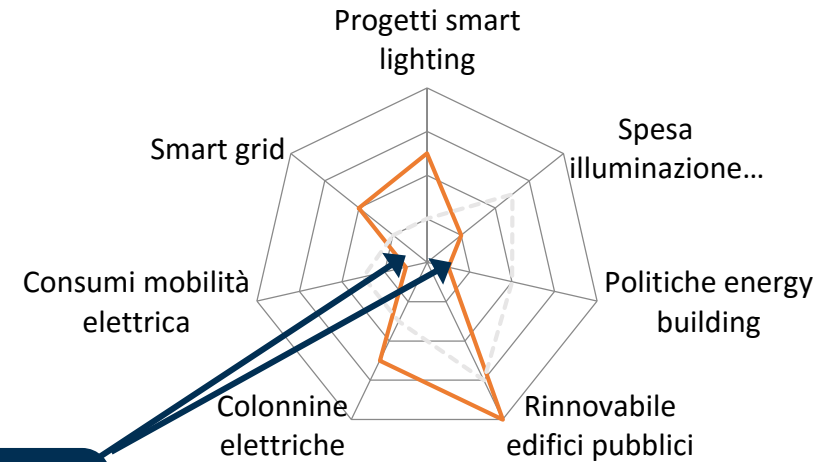 Progetti smart
lighting
Spesa
illuminazione…
Smart grid
Consumi mobilità
elettrica
Politiche energy
building
Colonnine
elettriche
Rinnovabile
edifici pubblici